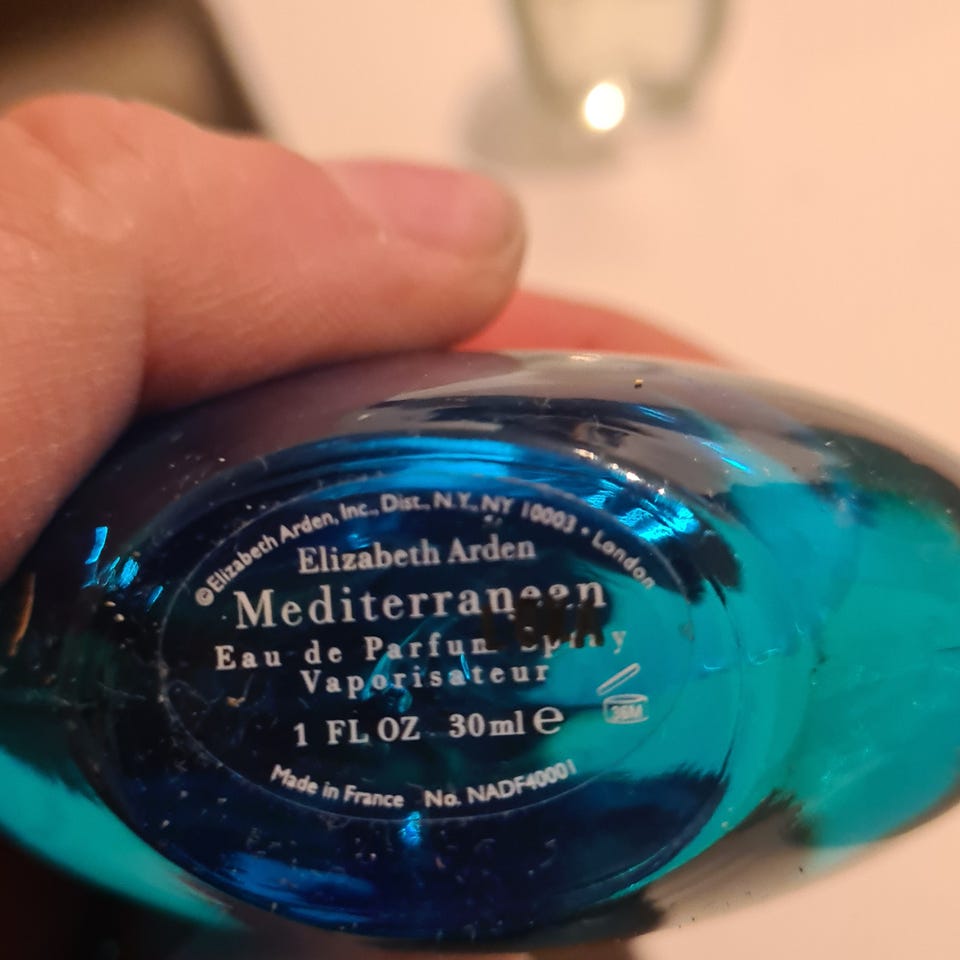 ©Elizabeth Arden, Inc., Dist., N.Y., NY 10003 • London
Elizabeth Arden
Mediterranean
Eau de Parfum Spray
Vaporisateur
1 FL OZ 30ml ℮
36M
Made in France No. NADF40001